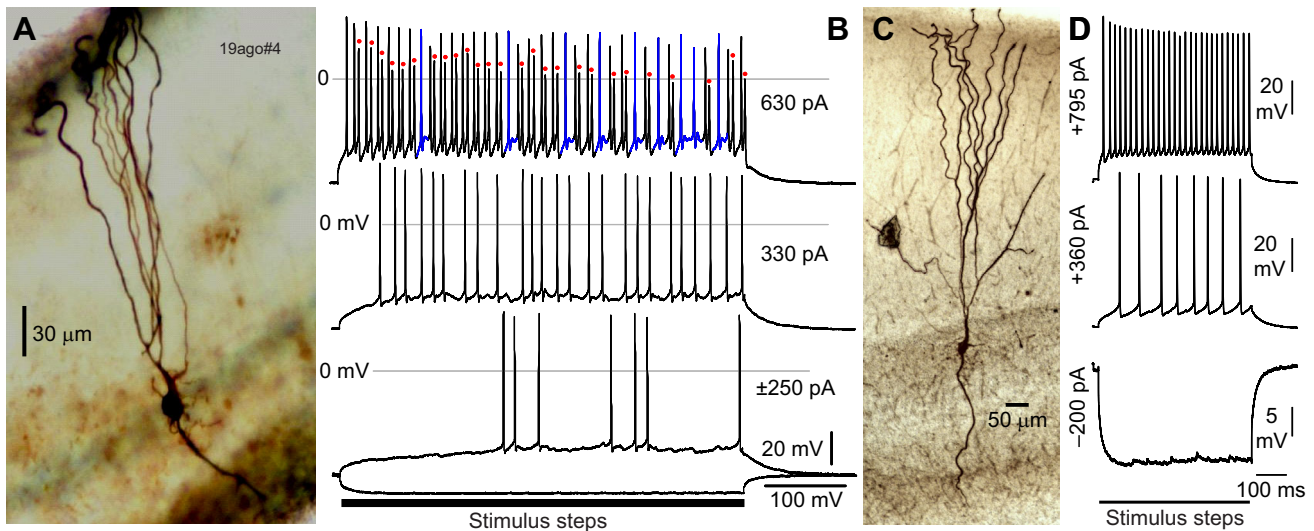 A
19ago#4
30 μm
B
0
630 pA
0 mV
330 pA
0 mV
±250 pA
20 mV
100 mV
Stimulus steps
C
50 μm
D
+795 pA
20 mV
+360 pA
20 mV
−200 pA
5 mV
100 ms
Stimulus steps